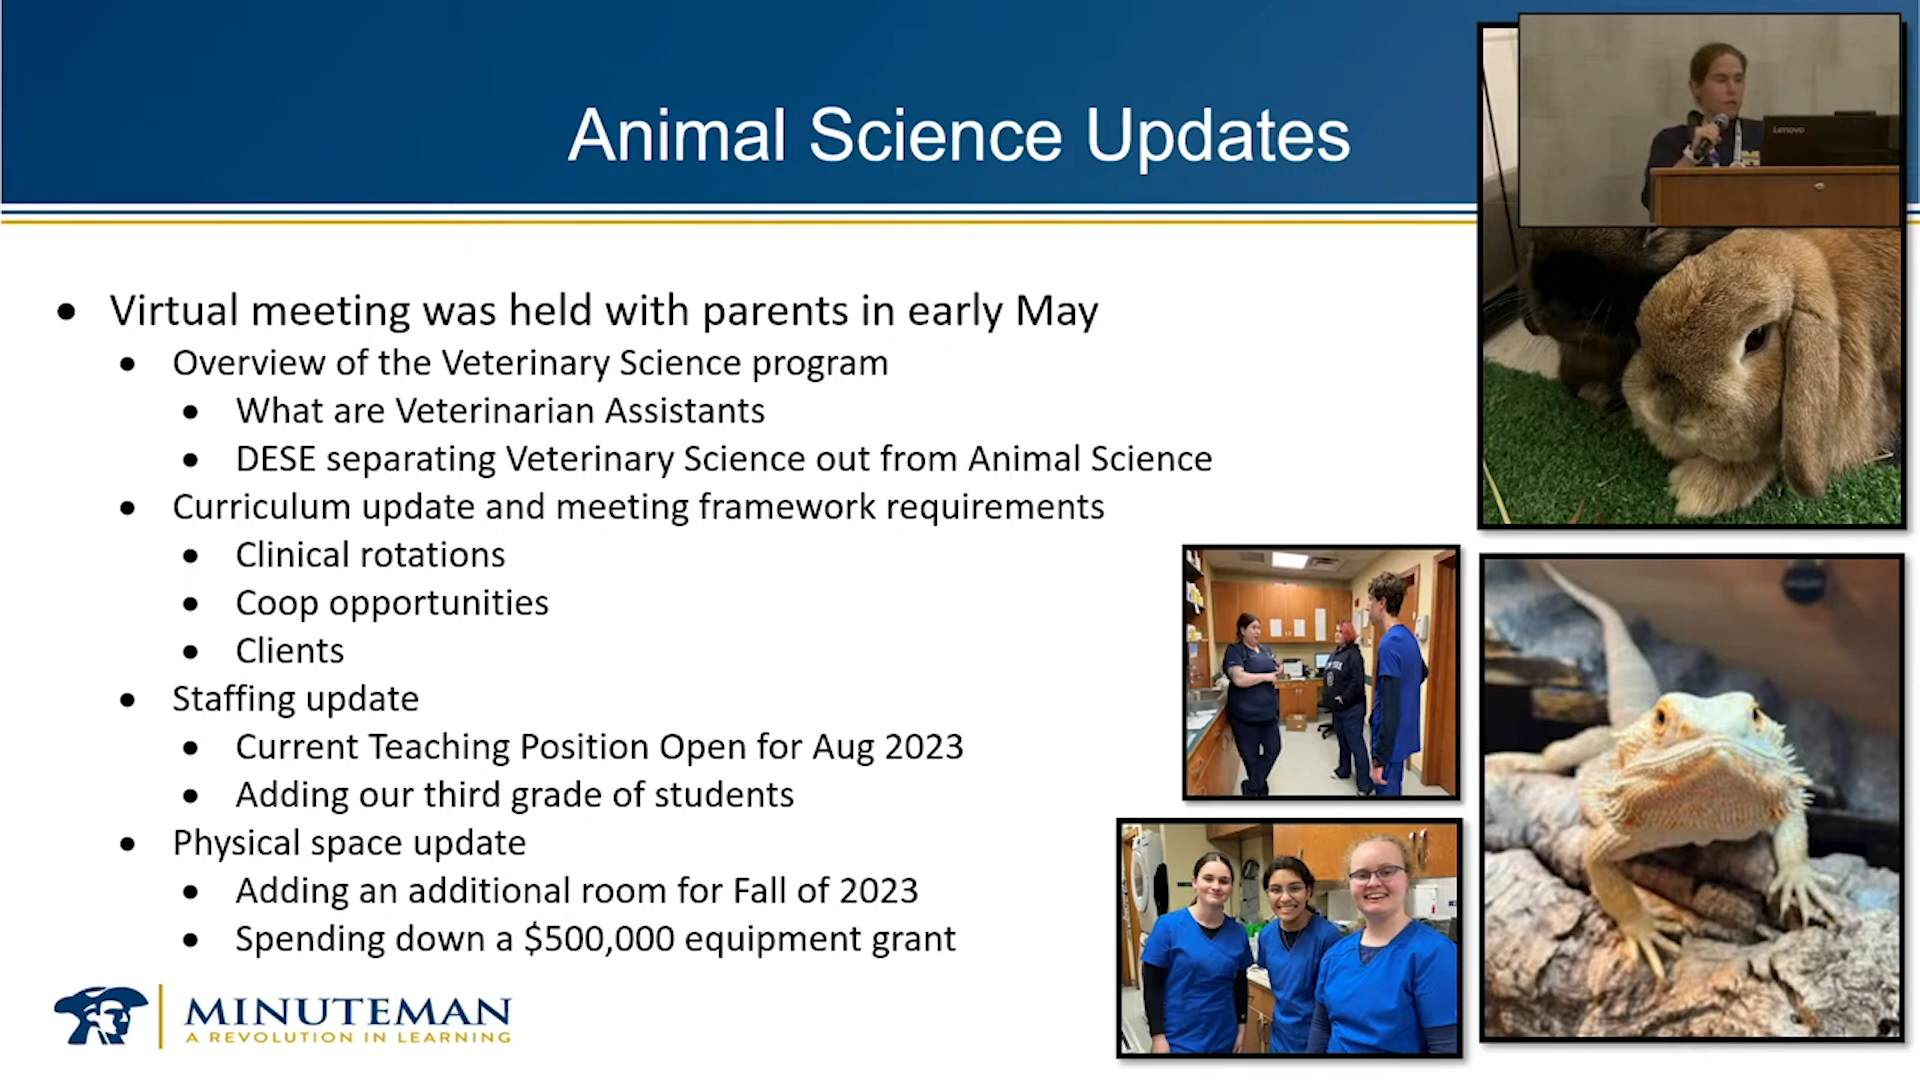 Animal Science Updates
Lenovo
• Virtual meeting was held with parents in early May
• Overview of the Veterinary Science program
• What are Veterinarian Assistants
• DESE separating Veterinary Science out from Animal Science
• Curriculum update and meeting framework requirements
• Clinical rotations
• Coop opportunities
• Clients
• Staffing update
• Current Teaching Position Open for Aug 2023
• Adding our third grade of students
• Physical space update
• Adding an additional room for Fall of 2023
• Spending down a $500,000 equipment grant
MINUTEMAN
A REVOLUTION IN LEARNING